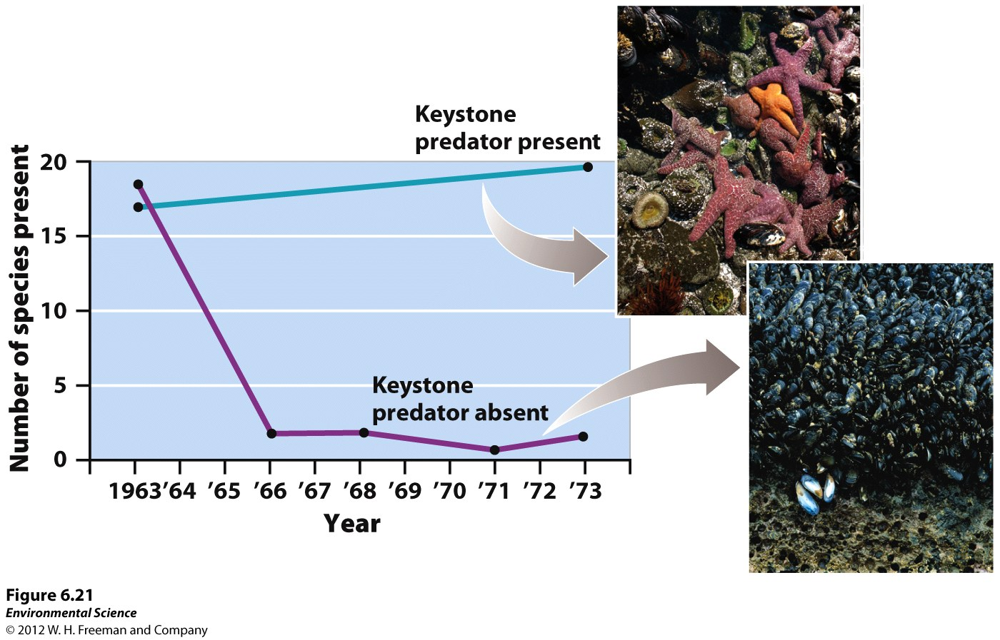 Keystone
predator present
Number of species present
20
15
10
5
0
Keystone
predator absent
1963 ’64 ’65 ’66 ’67 ’68 ’69 ’70 ’71 ’72 ’73
Year
Figure 6.21
Environmental Science
© 2012 W. H. Freeman and Company